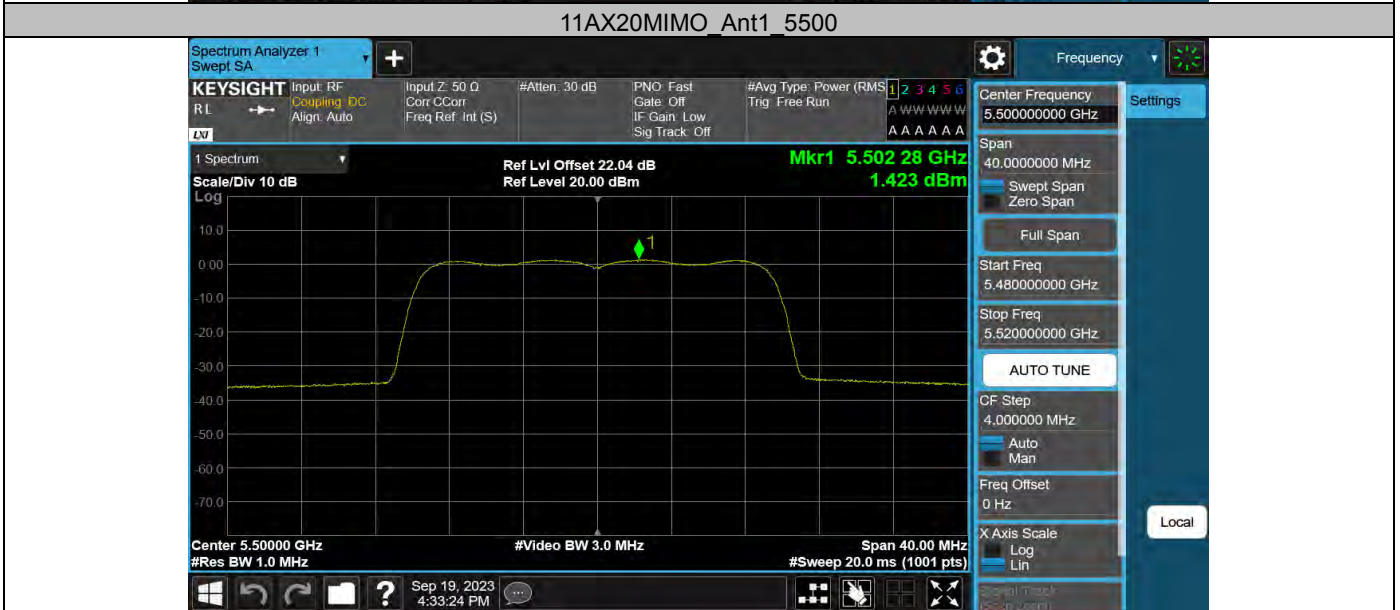 11AX20MIMO_Ant1_5500
Spectrum Analyzer 1
Swept SA
Frequency
KEYSIGHT
R L
LXI
Input: RF
Coupling: DC
Align: Auto
Input Z: 50 Ω
Corr CCorr
Freq Ref: Int (S)
#Atten: 30 dB
PNO: Fast
Gate: Off
IF Gain: Low
Sig Track: Off
#Avg Type: Power (RMS
Trig: Free Run
1 2 3 4 5 6
A W W W W W
A A A A A A
1 Spectrum
Scale/Div 10 dB
Log
Ref Lvl Offset 22.04 dB
Ref Level 20.00 dBm
Mkr1 5.502 28 GHz
1.423 dBm
1
10.0
0.00
-10.0
-20.0
-30.0
-40.0
-50.0
-60.0
-70.0
Center 5.50000 GHz
#Res BW 1.0 MHz
#Video BW 3.0 MHz
Span 40.00 MHz
#Sweep 20.0 ms (1001 pts)
Sep 19, 2023
4:33:24 PM
Center Frequency
5.500000000 GHz
Span
40.0000000 MHz
Swept Span
Zero Span
Full Span
Start Freq
5.480000000 GHz
Stop Freq
5.520000000 GHz
AUTO TUNE
CF Step
4.000000 MHz
Auto
Man
Freq Offset
0 Hz
X Axis Scale
Log
Lin
Signal Track
Settings
Local